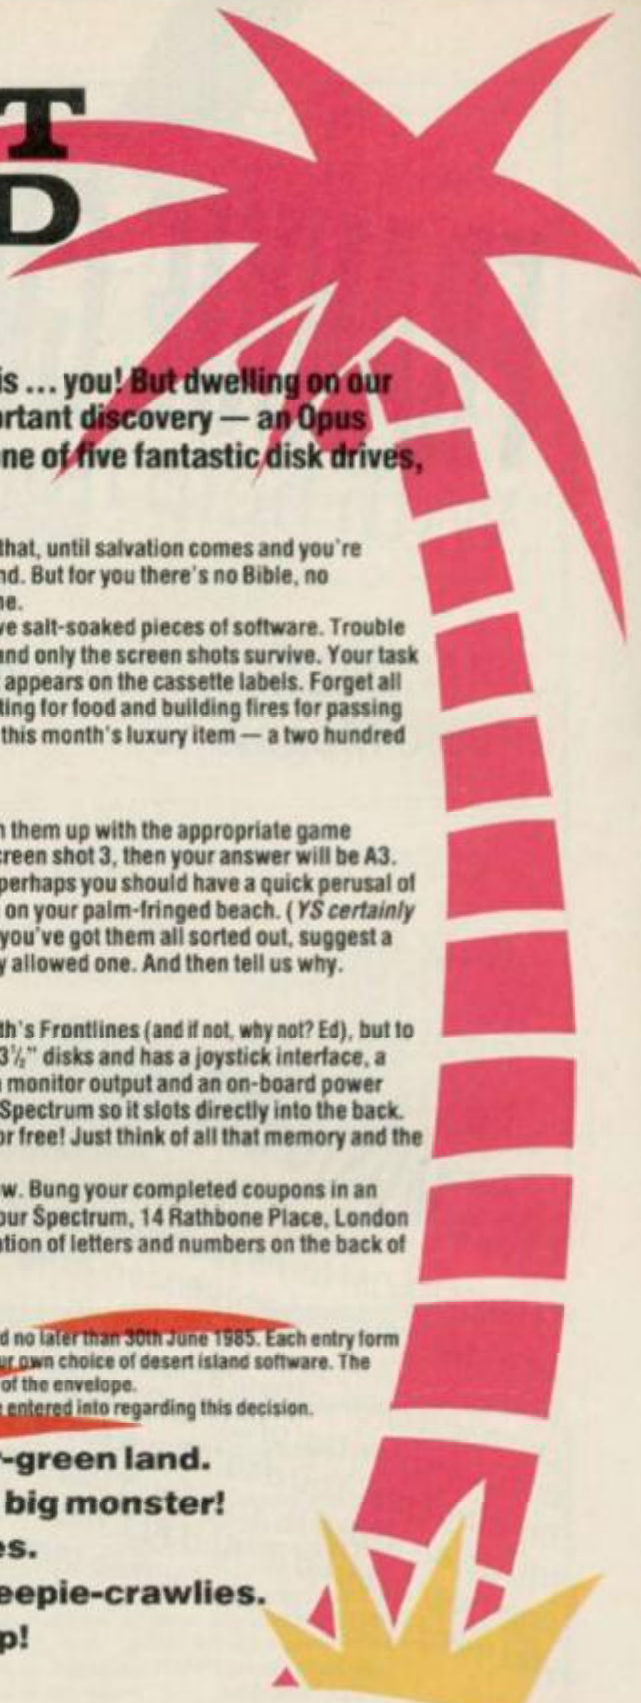 T
D
is ... you! But dwelling on our
ortant discovery — an Opus
one of five fantastic disk drives,
that, until salvation comes and you're
nd. But for you there's no Bible, no
ne.
ve salt-soaked pieces of software. Trouble
and only the screen shots survive. Your task
appears on the cassette labels. Forget all
ting for food and building fires for passing
this month's luxury item — a two hundred
h them up with the appropriate game
creen shot 3, then your answer will be A3.
perhaps you should have a quick perusal of
on your palm-fringed beach. (YS certainly
you've got them all sorted out, suggest a
y allowed one. And then tell us why.
th's Frontlines (and if not, why not? Ed), but to
3½" disks and has a joystick interface, a
monitor output and an on-board power
Spectrum so it slots directly into the back.
or free! Just think of all that memory and the
ow. Bung your completed coupons in an
our Spectrum, 14 Rathbone Place, London
ation of letters and numbers on the back of
d no later than 30th June 1985. Each entry form
ur own choice of desert island software. The
of the envelope.
e entered into regarding this decision.
r-green land.
big monster!
es.
eepie-crawlies.
p!